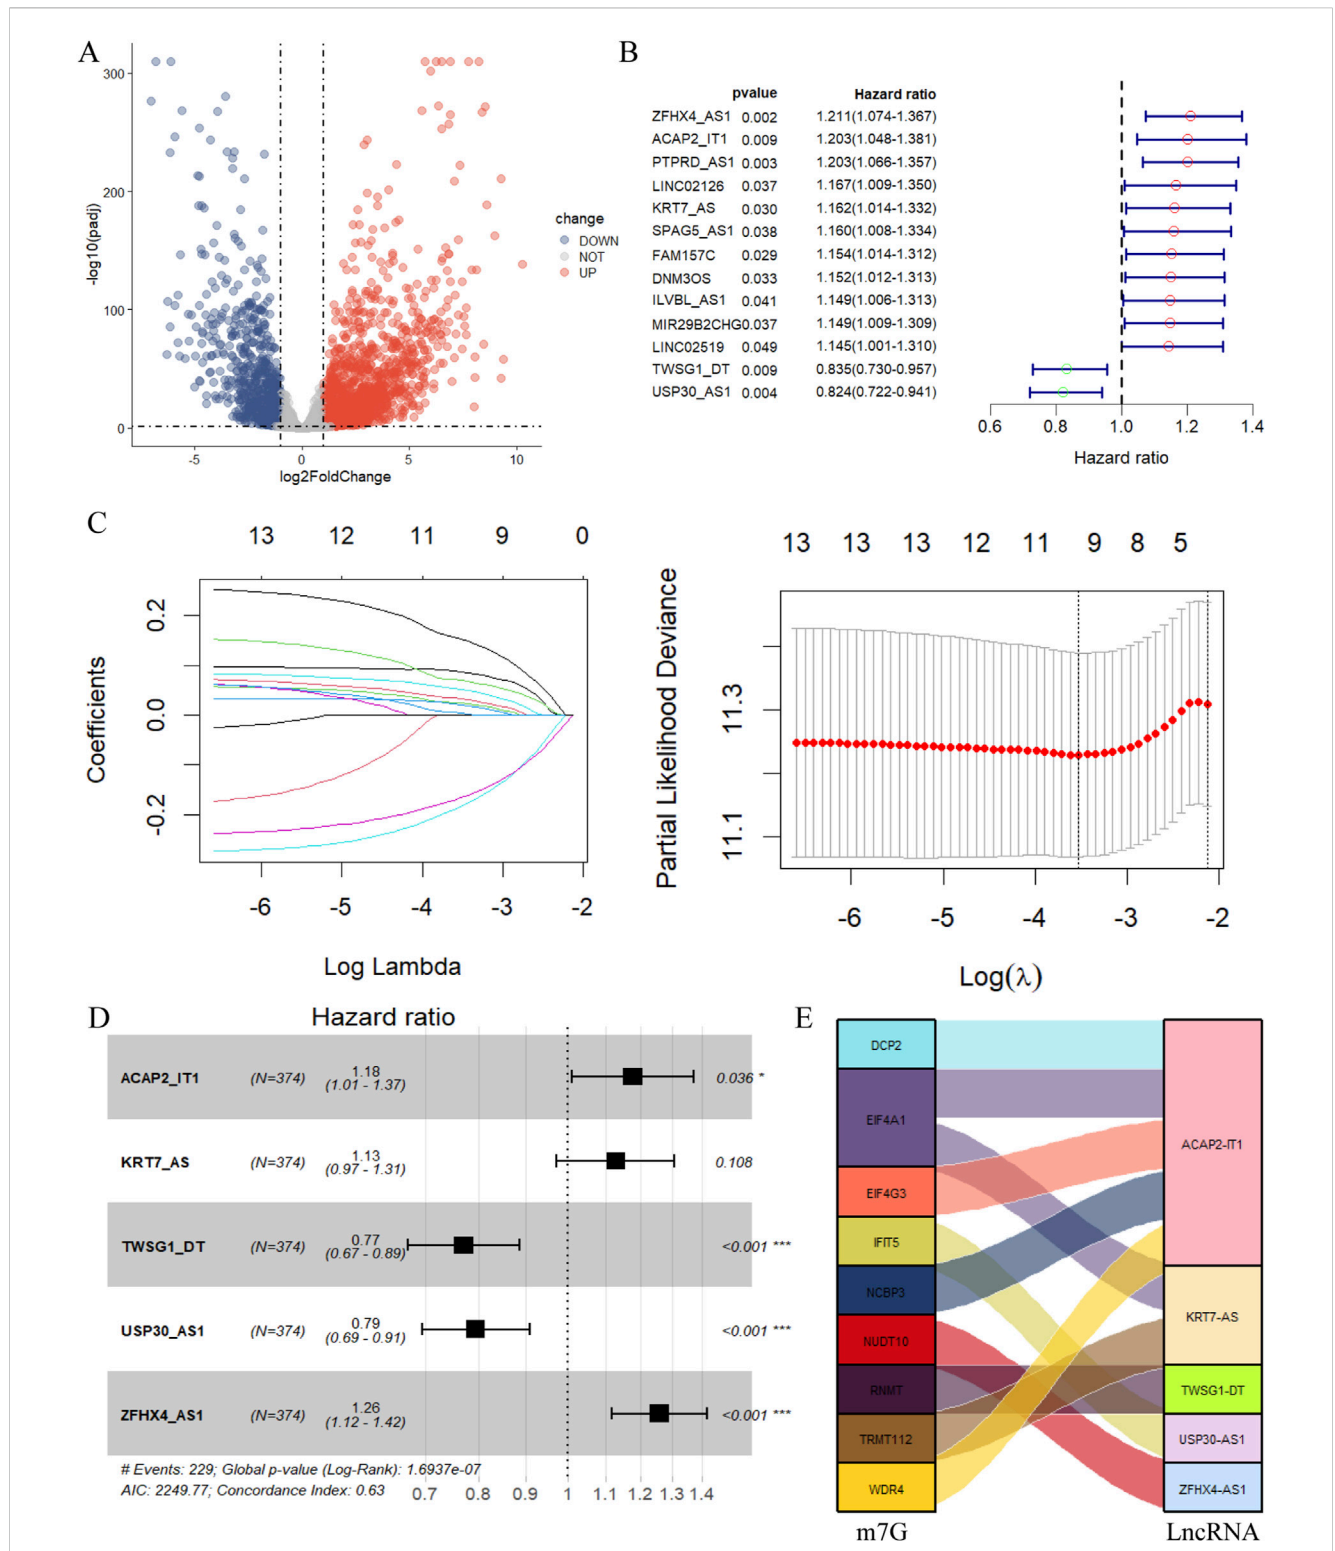 A
300
200
100
0
-log10(padj)
-5
0
5
10
log2FoldChange
change
DOWN
NOT
UP
B
pvalue
Hazard ratio
ZFHX4_AS1 0.002 1.211(1.074-1.367)
ACAP2_IT1 0.009 1.203(1.048-1.381)
PTPRD_AS1 0.003 1.203(1.066-1.357)
LINC02126 0.037 1.167(1.009-1.350)
KRT7_AS 0.030 1.162(1.014-1.332)
SPAG5_AS1 0.038 1.160(1.008-1.334)
FAM157C 0.029 1.154(1.014-1.312)
DNM3OS 0.033 1.152(1.012-1.313)
ILVBL_AS1 0.041 1.149(1.006-1.313)
MIR29B2CHG0.037 1.149(1.009-1.309)
LINC02519 0.049 1.145(1.001-1.310)
TWSG1_DT 0.009 0.835(0.730-0.957)
USP30_AS1 0.004 0.824(0.722-0.941)
0.6 0.8 1.0 1.2 1.4
Hazard ratio
C
13 12 11 9 0
Coefficients
0.2
0.0
-0.2
-6 -5 -4 -3 -2
Log Lambda
13 13 13 12 11 9 8 5
Partial Likelihood Deviance
11.3
11.1
-6 -5 -4 -3 -2
Log(λ)
D
Hazard ratio
ACAP2_IT1 (N=374) 1.18 (1.01 - 1.37) 0.036 *
KRT7_AS (N=374) 1.13 (0.97 - 1.31) 0.108
TWSG1_DT (N=374) 0.77 (0.67 - 0.89) <0.001 ***
USP30_AS1 (N=374) 0.79 (0.69 - 0.91) <0.001 ***
ZFHX4_AS1 (N=374) 1.26 (1.12 - 1.42) <0.001 ***
# Events: 229; Global p-value (Log-Rank): 1.6937e-07
AIC: 2249.77; Concordance Index: 0.63
0.7 0.8 0.9 1 1.1 1.2 1.3 1.4
E
DCP2
EIF4A1
EIF4G3
IFIT5
NCBP3
NUDT10
RNMT
TRMT112
WDR4
m7G
ACAP2-IT1
KRT7-AS
TWSG1-DT
USP30-AS1
ZFHX4-AS1
LncRNA